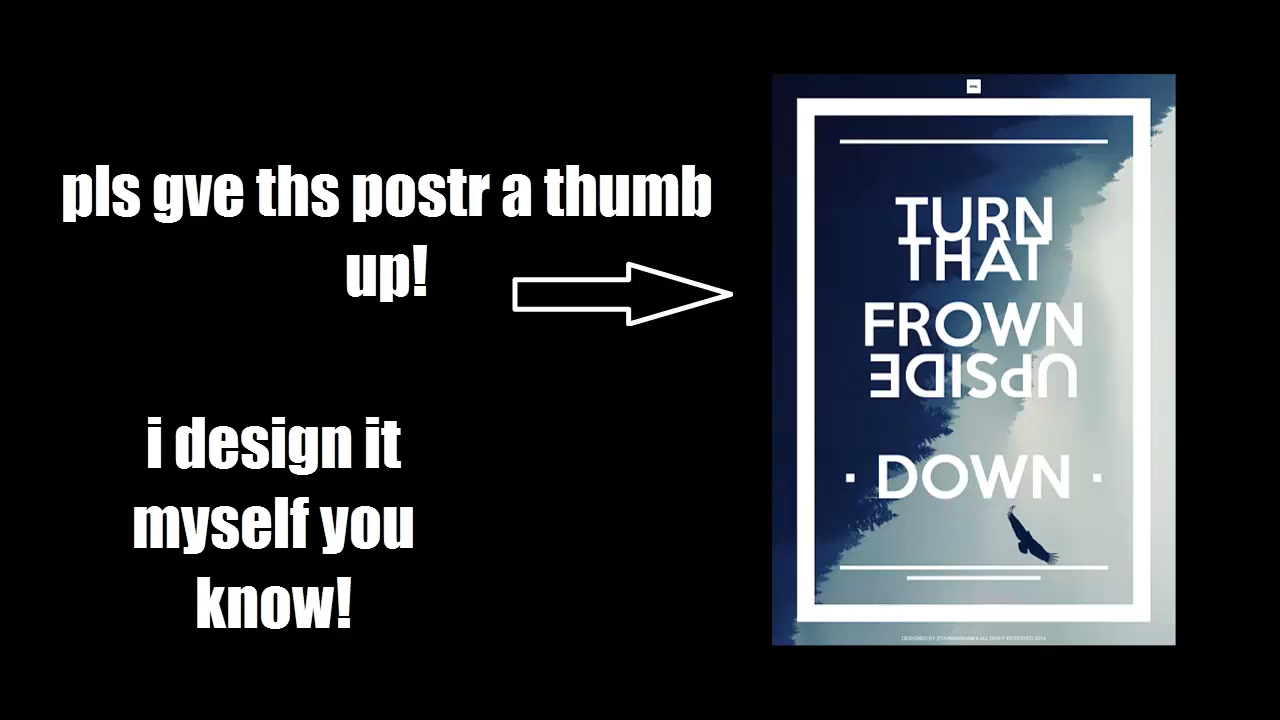 pls gve ths postr a thumb
up!
i design it
myself you
know!
TURN
THAT
FROWN
UPSIDE
· DOWN ·